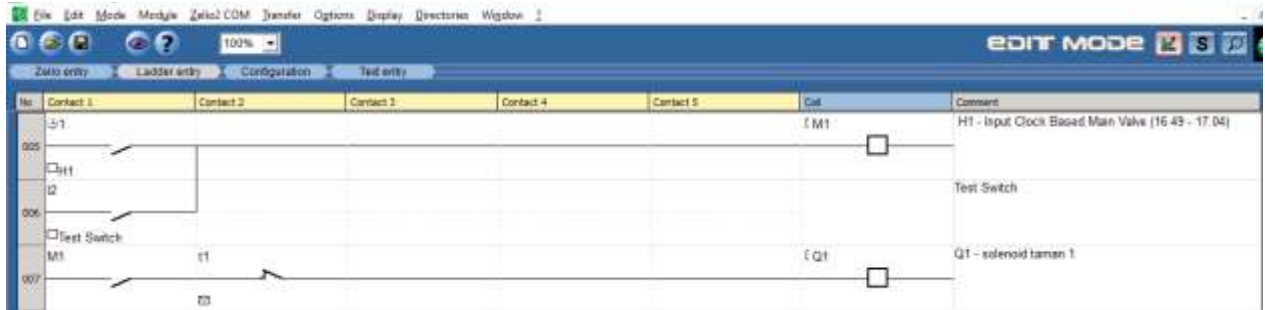 File Edit Mode Module Zelio2 COM Transfer Options Display Directories Window ?
100%
EDIT MODE
S
Zelio entry Ladder entry Configuration Text entry
No Contact 1 Contact 2 Contact 3 Contact 4 Contact 5 Coil Comment
1 [ M1 H1 - Input Clock Based Main Valve (16.49 - 17.04)
005
H1
Test Switch
006
Test Switch
M1 t1 [ Q1 Q1 - solenoid taman 1
007